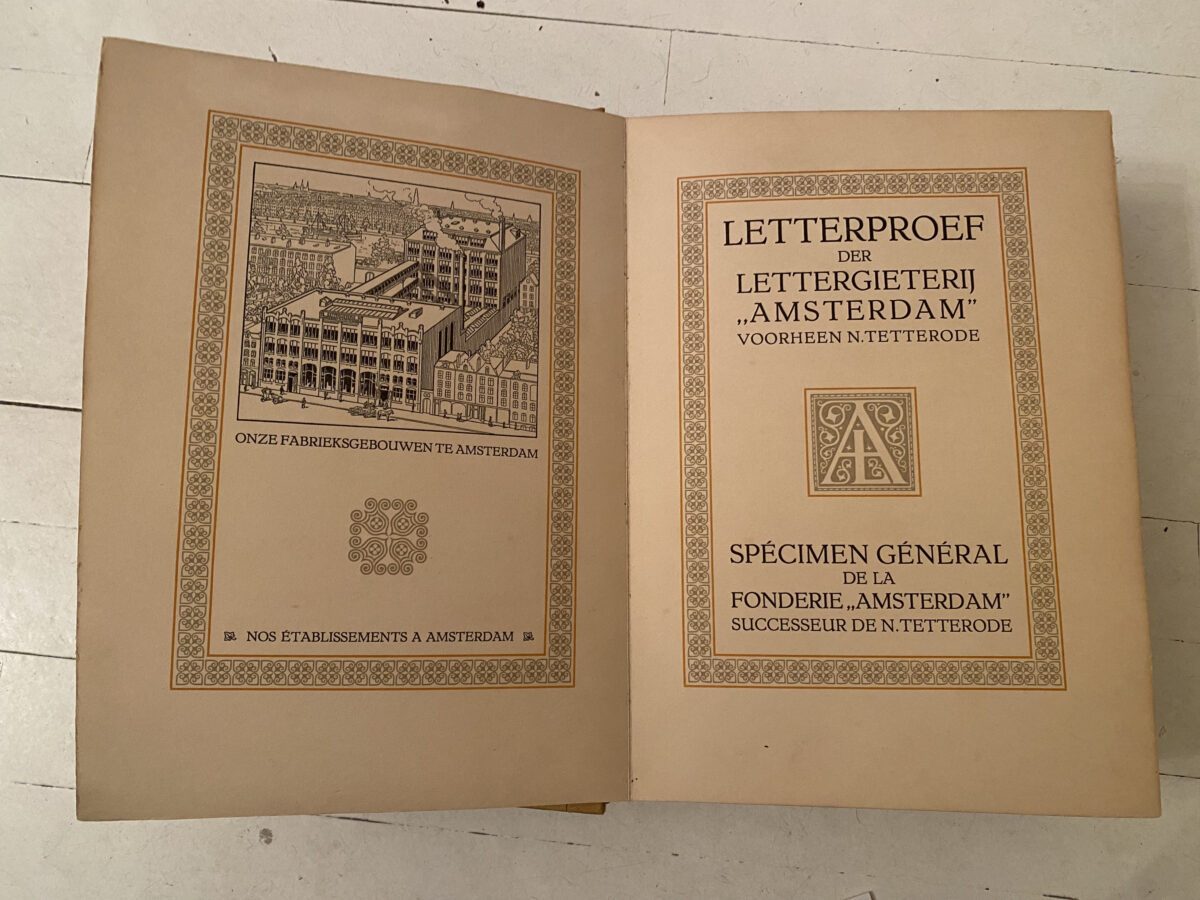 ONZE FABRIEKSGEBOUWEN TE AMSTERDAM
NOS ÉTABLISSEMENTS A AMSTERDAM
LETTERPROEF
DER
LETTERGIETERIJ
„AMSTERDAM”
VOORHEEN N. TETTERODE
LA
SPÉCIMEN GÉNÉRAL
DE LA
FONDERIE „AMSTERDAM”
SUCCESSEUR DE N. TETTERODE